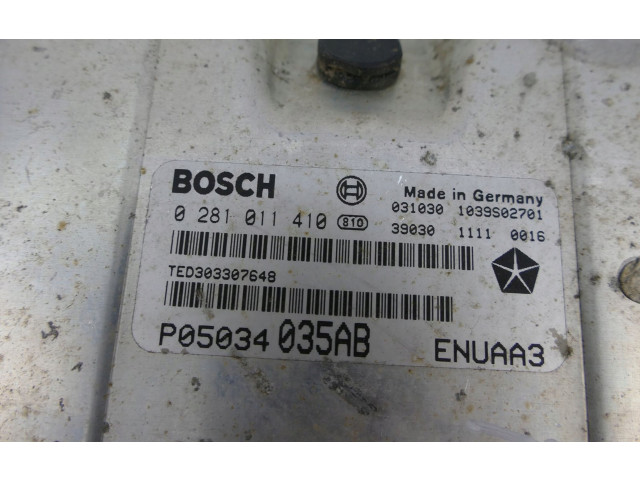 BOSCH
Made in Germany
0 281 011 410 810
031030 1039S02701
39030 1111 0016
TED303307648
P05034 035AB
ENUAA3